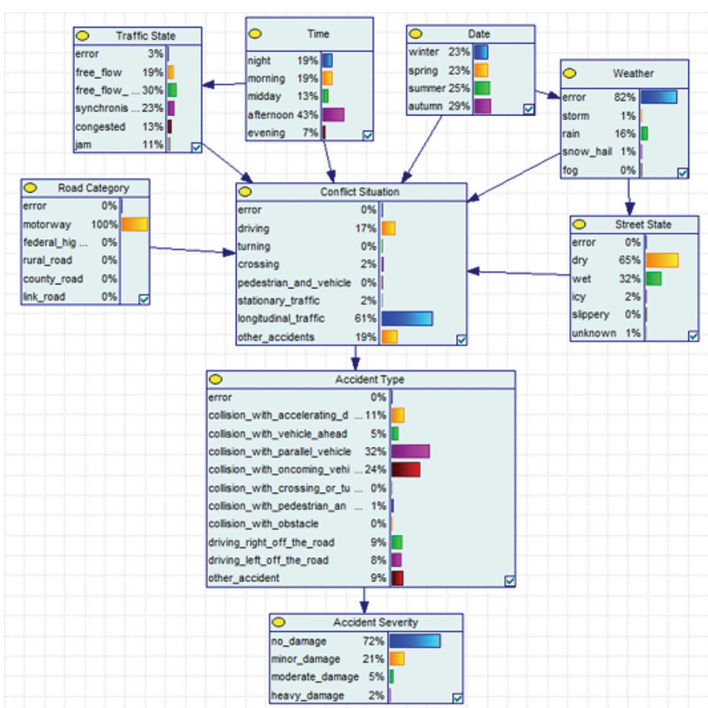 Traffic State
error 3%
free_flow 19%
free_flow_ ... 30%
synchronis ... 23%
congested 13%
jam 11%
Time
night 19%
morning 19%
midday 13%
afternoon 43%
evening 7%
Date
winter 23%
spring 23%
summer 25%
autumn 29%
Weather
error 82%
storm 1%
rain 16%
snow_hail 1%
fog 0%
Road Category
error 0%
motorway 100%
federal_hig ... 0%
rural_road 0%
county_road 0%
link_road 0%
Conflict Situation
error 0%
driving 17%
turning 0%
crossing 2%
pedestrian_and_vehicle 0%
stationary_traffic 2%
longitudinal_traffic 61%
other_accidents 19%
Street State
error 0%
dry 65%
wet 32%
icy 2%
slippery 0%
unknown 1%
Accident Type
error 0%
collision_with_accelerating_d ... 11%
collision_with_vehicle_ahead 5%
collision_with_parallel_vehicle 32%
collision_with_oncoming_vehi ... 24%
collision_with_crossing_or_tu ... 0%
collision_with_pedestrian_an ... 1%
collision_with_obstacle 0%
driving_right_off_the_road 9%
driving_left_off_the_road 8%
other_accident 9%
Accident Severity
no_damage 72%
minor_damage 21%
moderate_damage 5%
heavy_damage 2%